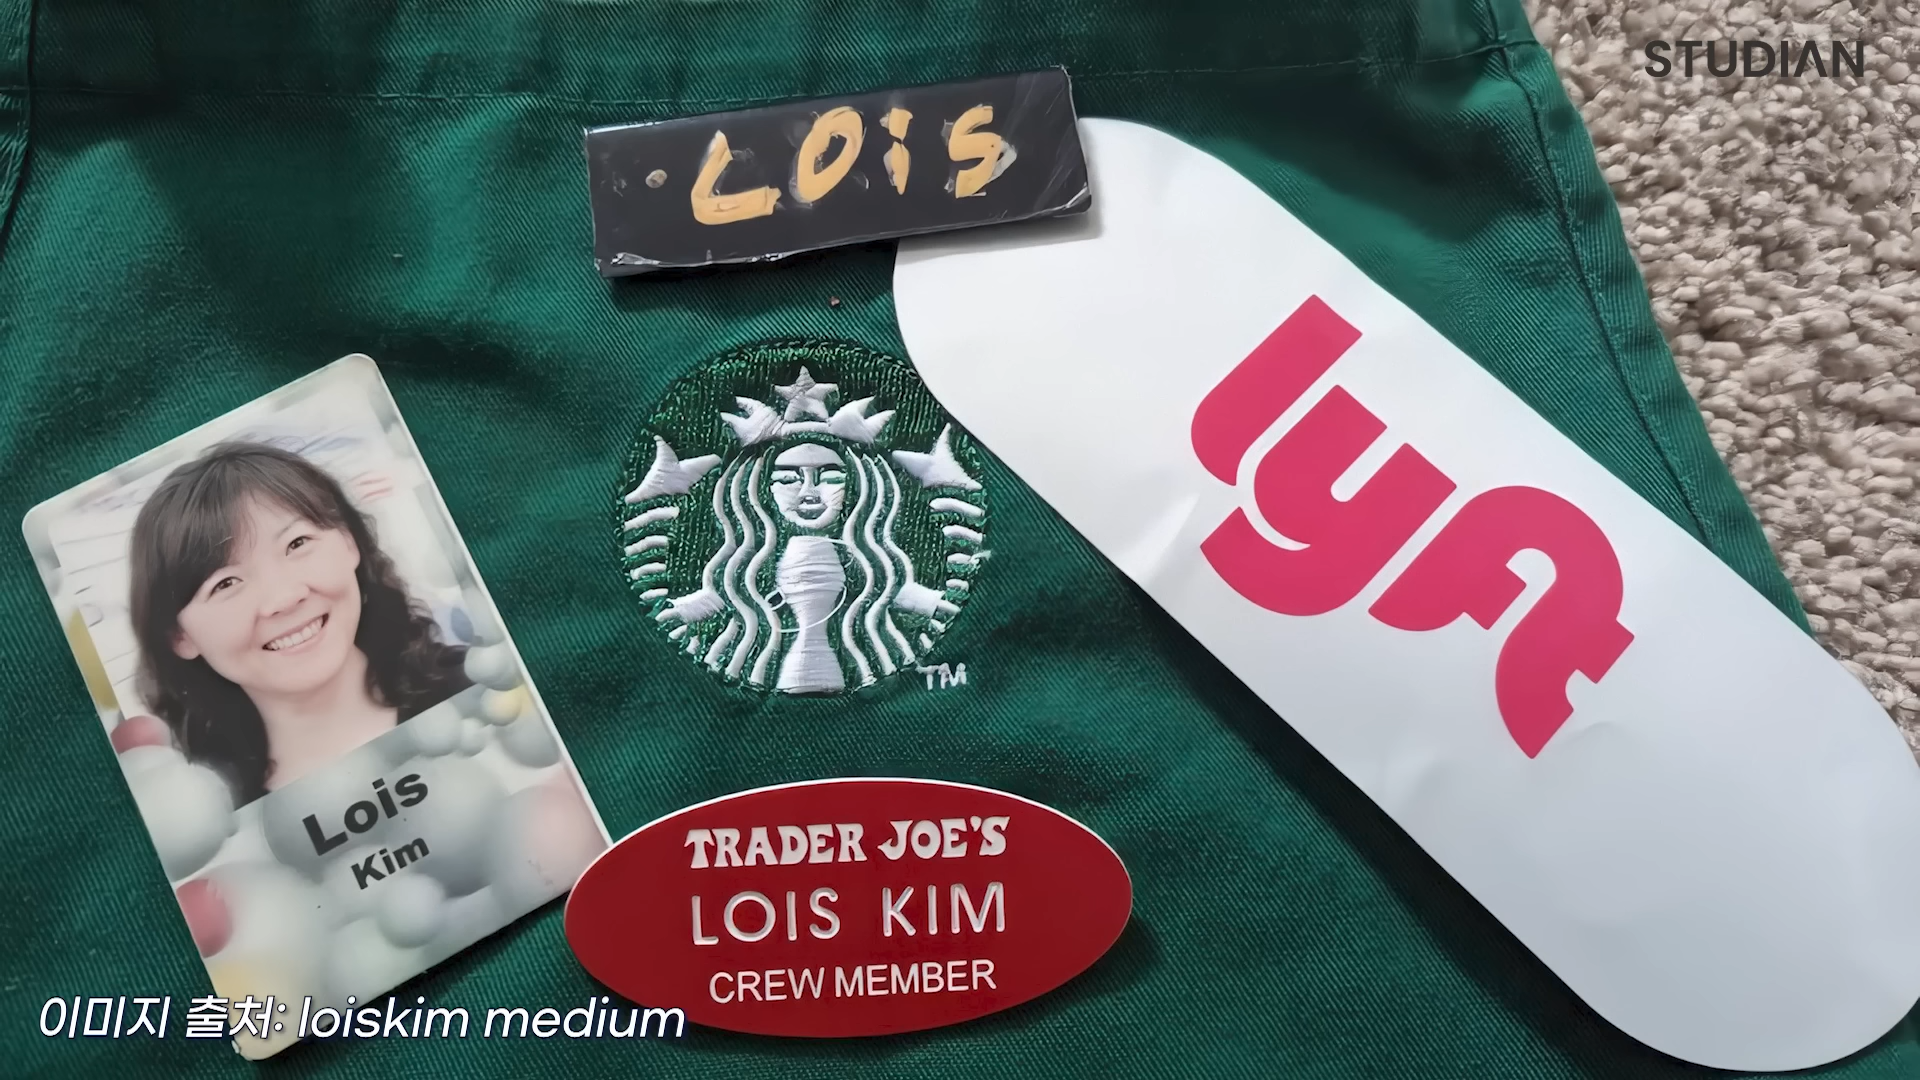 STUDIAN
LOiS
lyft
TM
Lois
Kim
TRADER JOE'S
LOIS KIM
CREW MEMBER
이미지 출처: loiskim medium